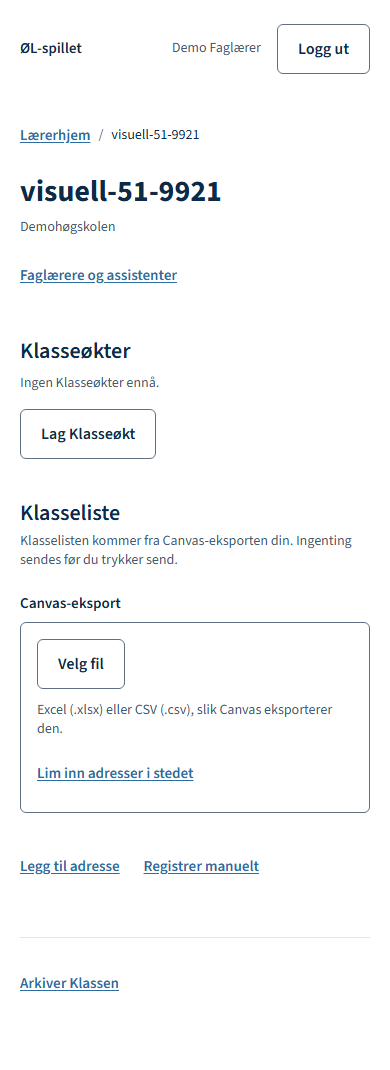 ØL-spillet
Demo Faglærer
Logg ut
Lærerhjem / visuell-51-9921
visuell-51-9921
Demohøgskolen
Faglærere og assistenter
Klasseøkter
Ingen Klasseøkter ennå.
Lag Klasseøkt
Klasseliste
Klasselisten kommer fra Canvas-eksporten din. Ingenting
sendes før du trykker send.
Canvas-eksport
Velg fil
Excel (.xlsx) eller CSV (.csv), slik Canvas eksporterer
den.
Lim inn adresser i stedet
Legg til adresse
Registrer manuelt
Arkiver Klassen